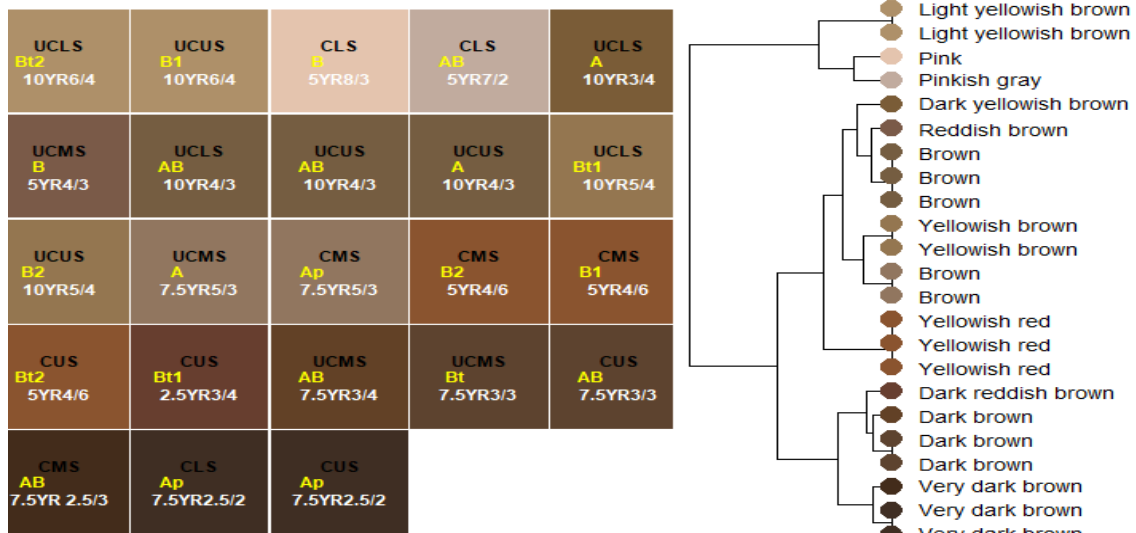 UCLS
Bt2
10YR6/4
UCUS
B1
10YR6/4
CLS
B
5YR8/3
CLS
AB
5YR7/2
UCLS
A
10YR3/4
UCMS
B
5YR4/3
UCLS
AB
10YR4/3
UCUS
AB
10YR4/3
UCUS
A
10YR4/3
UCLS
Bt1
10YR5/4
UCUS
B2
10YR5/4
UCMS
A
7.5YR5/3
CMS
Ap
7.5YR5/3
CMS
B2
5YR4/6
CMS
B1
5YR4/6
CUS
Bt2
5YR4/6
CUS
Bt1
2.5YR3/4
UCMS
AB
7.5YR3/4
UCMS
Bt
7.5YR3/3
CUS
AB
7.5YR3/3
CMS
AB
7.5YR 2.5/3
CLS
Ap
7.5YR2.5/2
CUS
Ap
7.5YR2.5/2
Light yellowish brown
Light yellowish brown
Pink
Pinkish gray
Dark yellowish brown
Reddish brown
Brown
Brown
Brown
Yellowish brown
Yellowish brown
Brown
Brown
Yellowish red
Yellowish red
Yellowish red
Dark reddish brown
Dark brown
Dark brown
Dark brown
Very dark brown
Very dark brown
Very dark brown